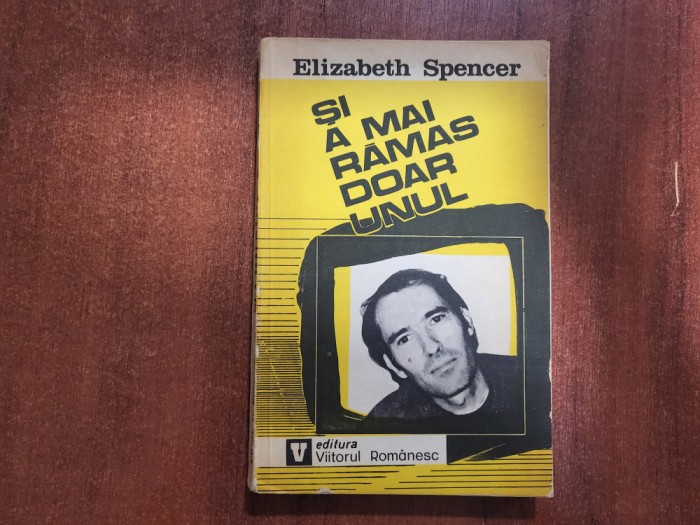 Elizabeth Spencer
ŞI
A MAI
RĂMAS
DOAR
UNUL
V editura
Viitorul Românesc